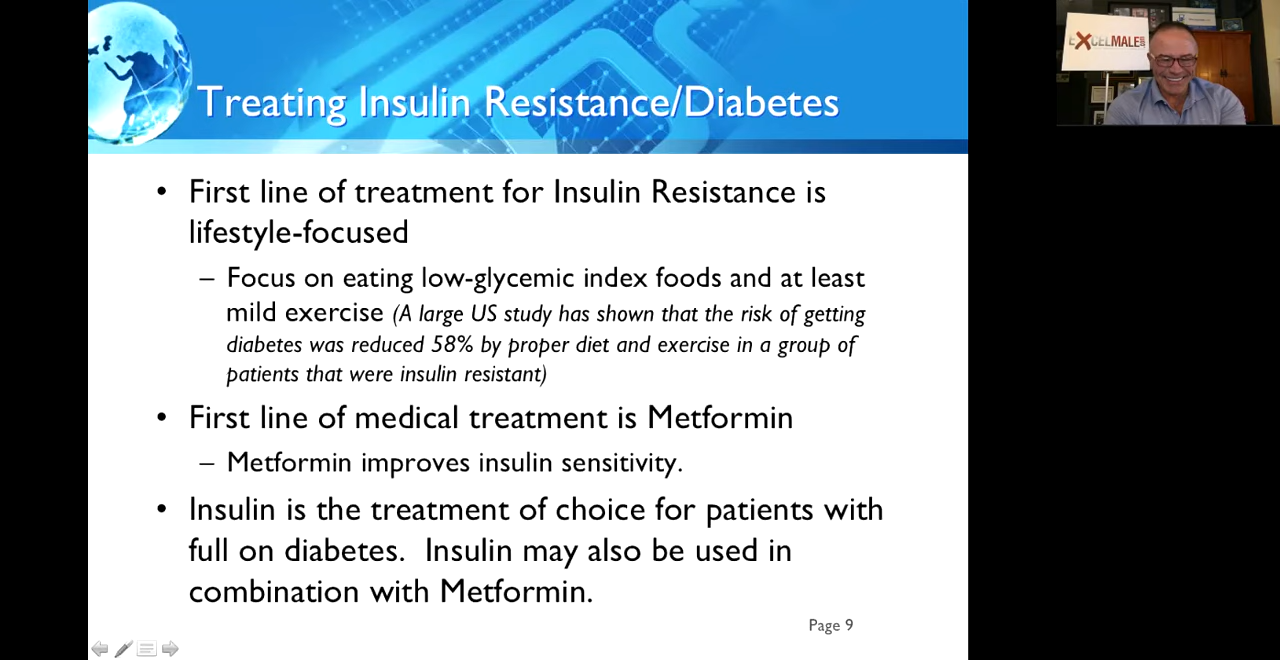 Treating Insulin Resistance/Diabetes
• First line of treatment for Insulin Resistance is
lifestyle-focused
– Focus on eating low-glycemic index foods and at least
mild exercise (A large US study has shown that the risk of getting
diabetes was reduced 58% by proper diet and exercise in a group of
patients that were insulin resistant)
• First line of medical treatment is Metformin
– Metformin improves insulin sensitivity.
• Insulin is the treatment of choice for patients with
full on diabetes.  Insulin may also be used in
combination with Metformin.
Page 9
EXCELMALE